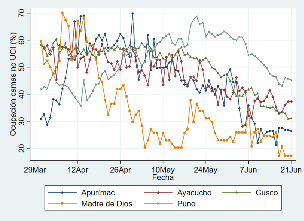 Ocupación camas no UCI (%)
70
60
50
40
30
20
29Mar 12Apr 26Apr 10May 24May 7Jun 21Jun
Fecha
Apurímac Ayacucho Cusco
Madre de Dios Puno